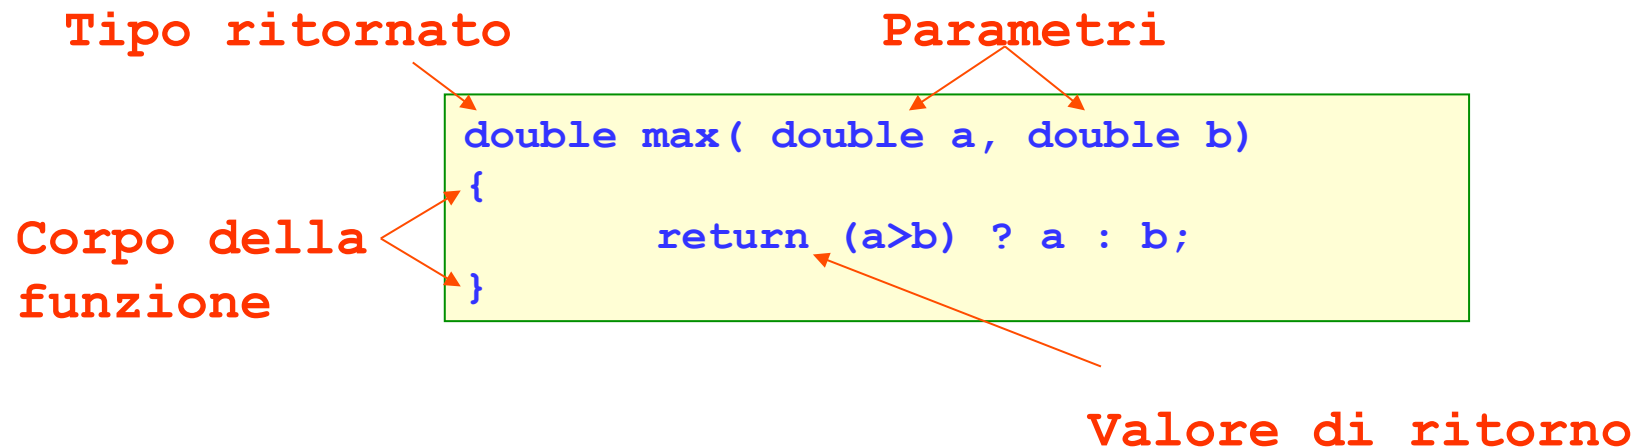 Tipo ritornato
Parametri
double max( double a, double b)
{
return (a>b) ? a : b;
}
Corpo della
funzione
Valore di ritorno